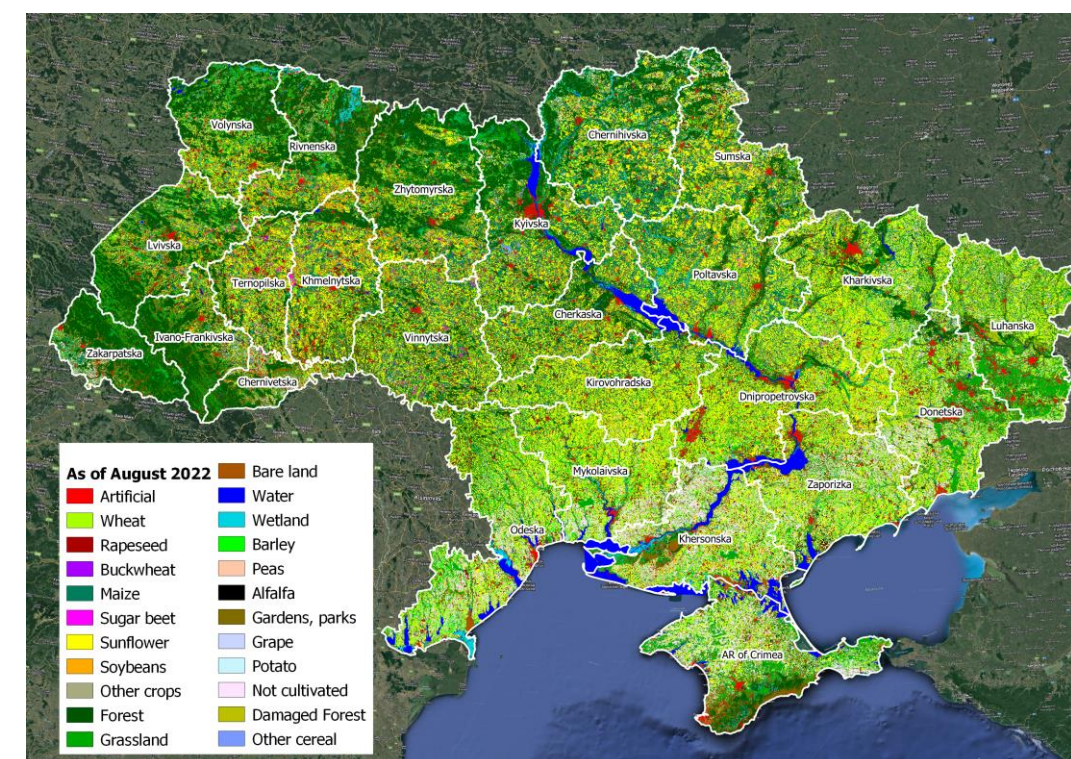 Volynska
Rivnenska
Chernihivska
Sumska
Zhytomyrska
Kyivska
Lvivska
Ternopilska
Khmelnytska
Poltavska
Kharkivska
Cherkaska
Luhanska
Ivano-Frankivska
Vinnytska
Zakarpatska
Chernivetska
Kirovohradska
Dnipropetrovska
Donetska
Mykolaivska
Zaporizka
Odeska
Khersonska
AR of Crimea
As of August 2022
Artificial
Wheat
Rapeseed
Buckwheat
Maize
Sugar beet
Sunflower
Soybeans
Other crops
Forest
Grassland
Bare land
Water
Wetland
Barley
Peas
Alfalfa
Gardens, parks
Grape
Potato
Not cultivated
Damaged Forest
Other cereal